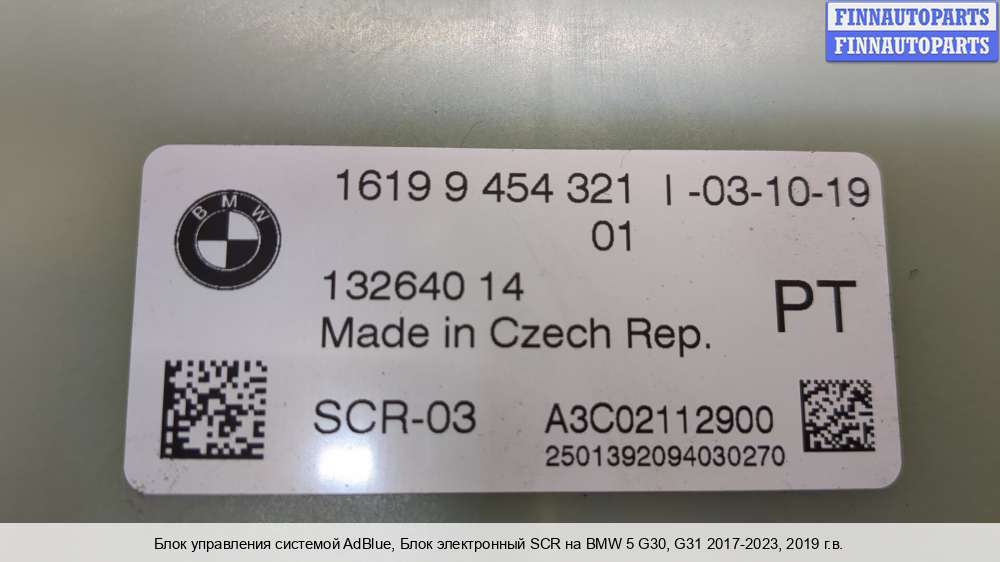 FINNAUTOPARTS
FINNAUTOPARTS
BMW
1619 9 454 321 I -03-10-19
01
132640 14
PT
Made in Czech Rep.
SCR-03 A3C02112900
2501392094030270
Блок управления системой AdBlue, Блок электронный SCR на BMW 5 G30, G31 2017-2023, 2019 г.в.